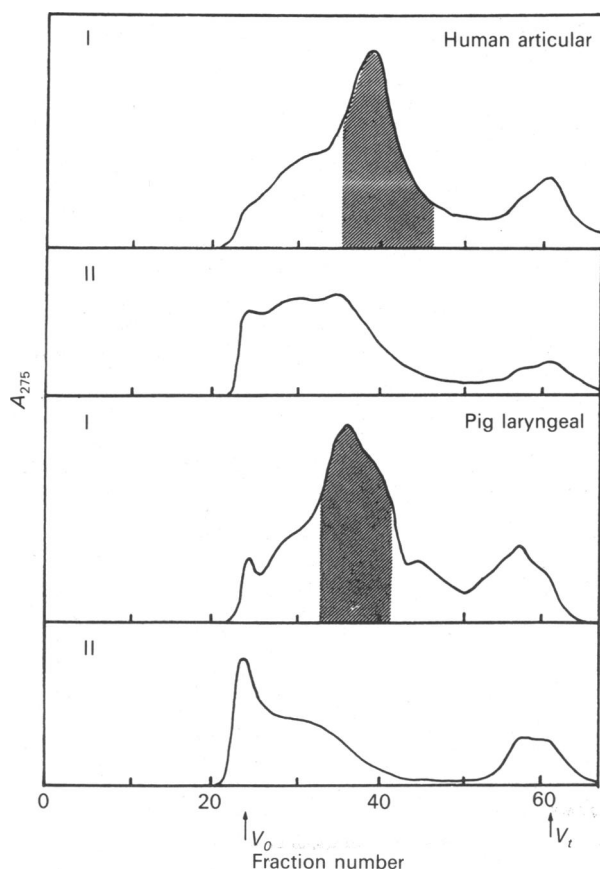 I Human articular
II
A275
I Pig laryngeal
II
0 20 40 60
V0 Vt
Fraction number